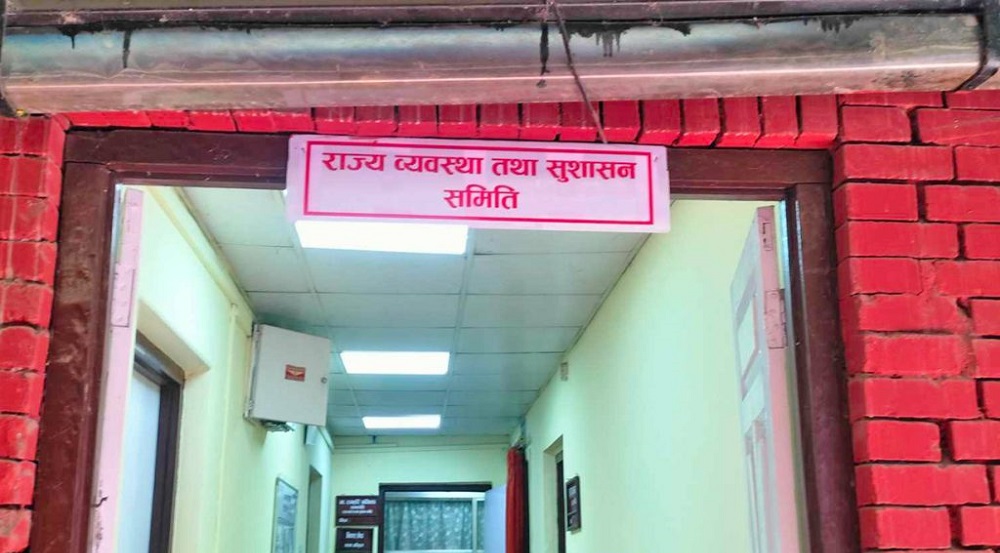 राज्य व्यवस्था तथा सुशासन
समिति